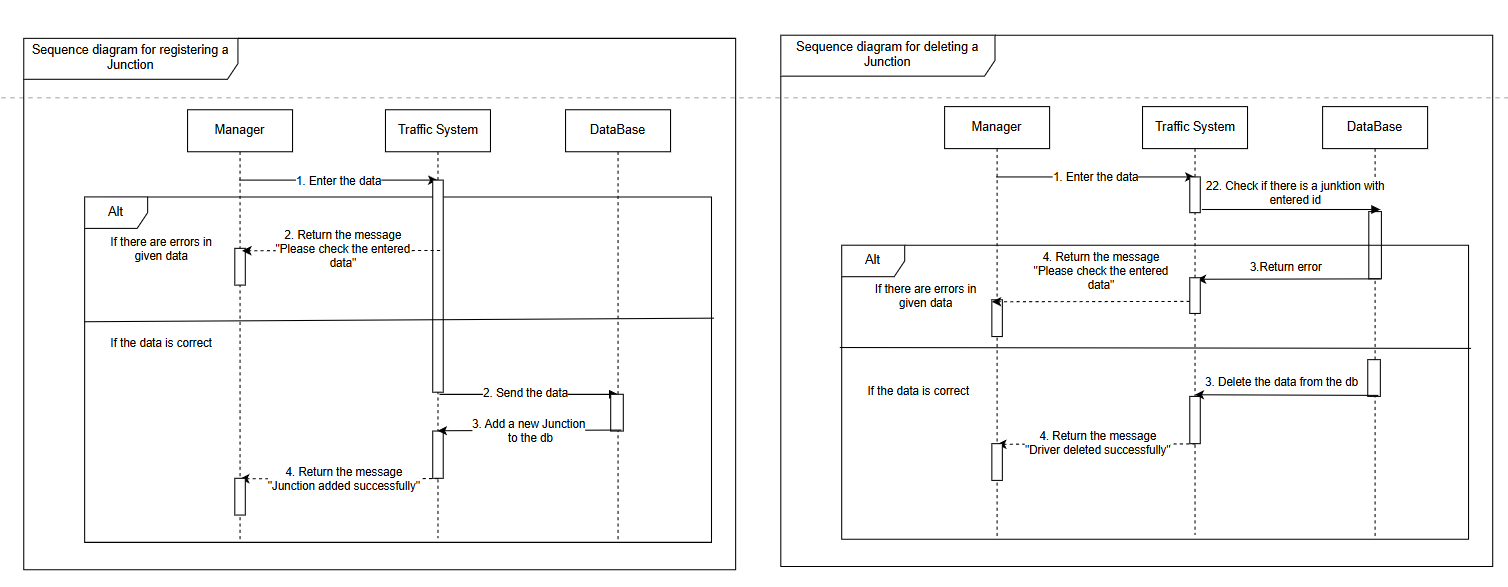 Sequence diagram for registering a
Junction
Manager
Traffic System
DataBase
1. Enter the data
Alt
If there are errors in
given data
2. Return the message
"Please check the entered
data"
If the data is correct
2. Send the data
3. Add a new Junction
to the db
4. Return the message
"Junction added successfully"
Sequence diagram for deleting a
Junction
Manager
Traffic System
DataBase
1. Enter the data
22. Check if there is a junktion with
entered id
Alt
If there are errors in
given data
4. Return the message
"Please check the entered
data"
3.Return error
If the data is correct
3. Delete the data from the db
4. Return the message
"Driver deleted successfully"